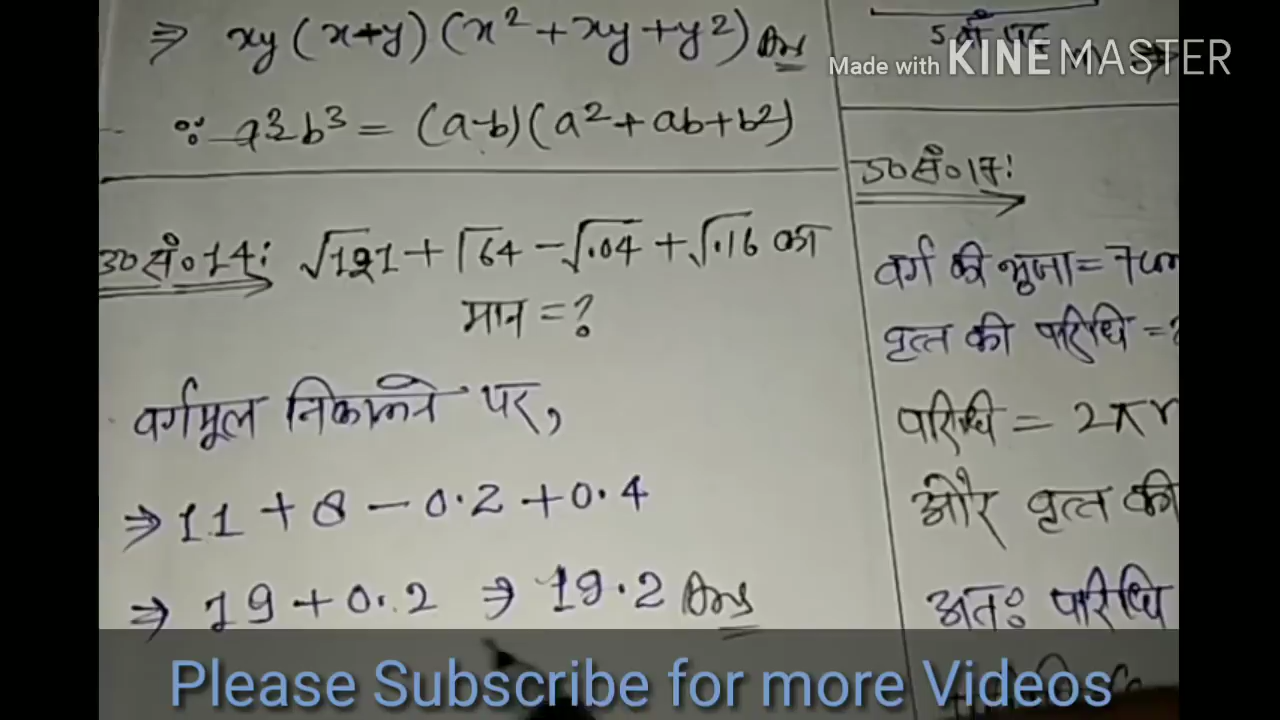 ⇒ xy (x+y) (x²+xy+y²) Ans
∵ a³-b³ = (a-b)(a²+ab+b²)
उ०सं०14: √121 + √64 - √.04 + √.16 का
मान = ?
वर्गमूल निकालने पर,
⇒ 11 + 8 - 0.2 + 0.4
⇒ 19 + 0.2 ⇒ 19.2 Ans
Made with KINEMASTER
उ०सं०17:
वर्ग की भुजा = 7cm
वृत्त की परिधि =
परिधि = 2πr
और वृत्त की
अतः परिधि
Please Subscribe for more Videos